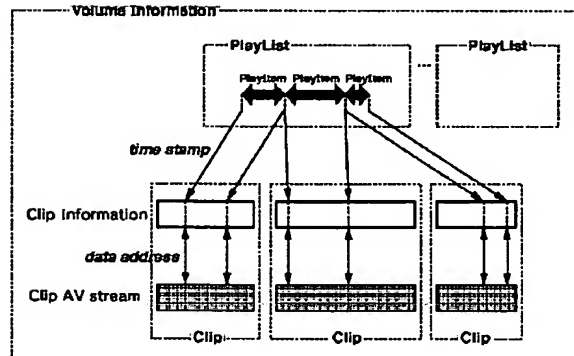 Volume Information
PlayList
PlayList
PlayItem PlayItem PlayItem
time stamp
Clip Information
data address
Clip AV stream
Clip
Clip
Clip